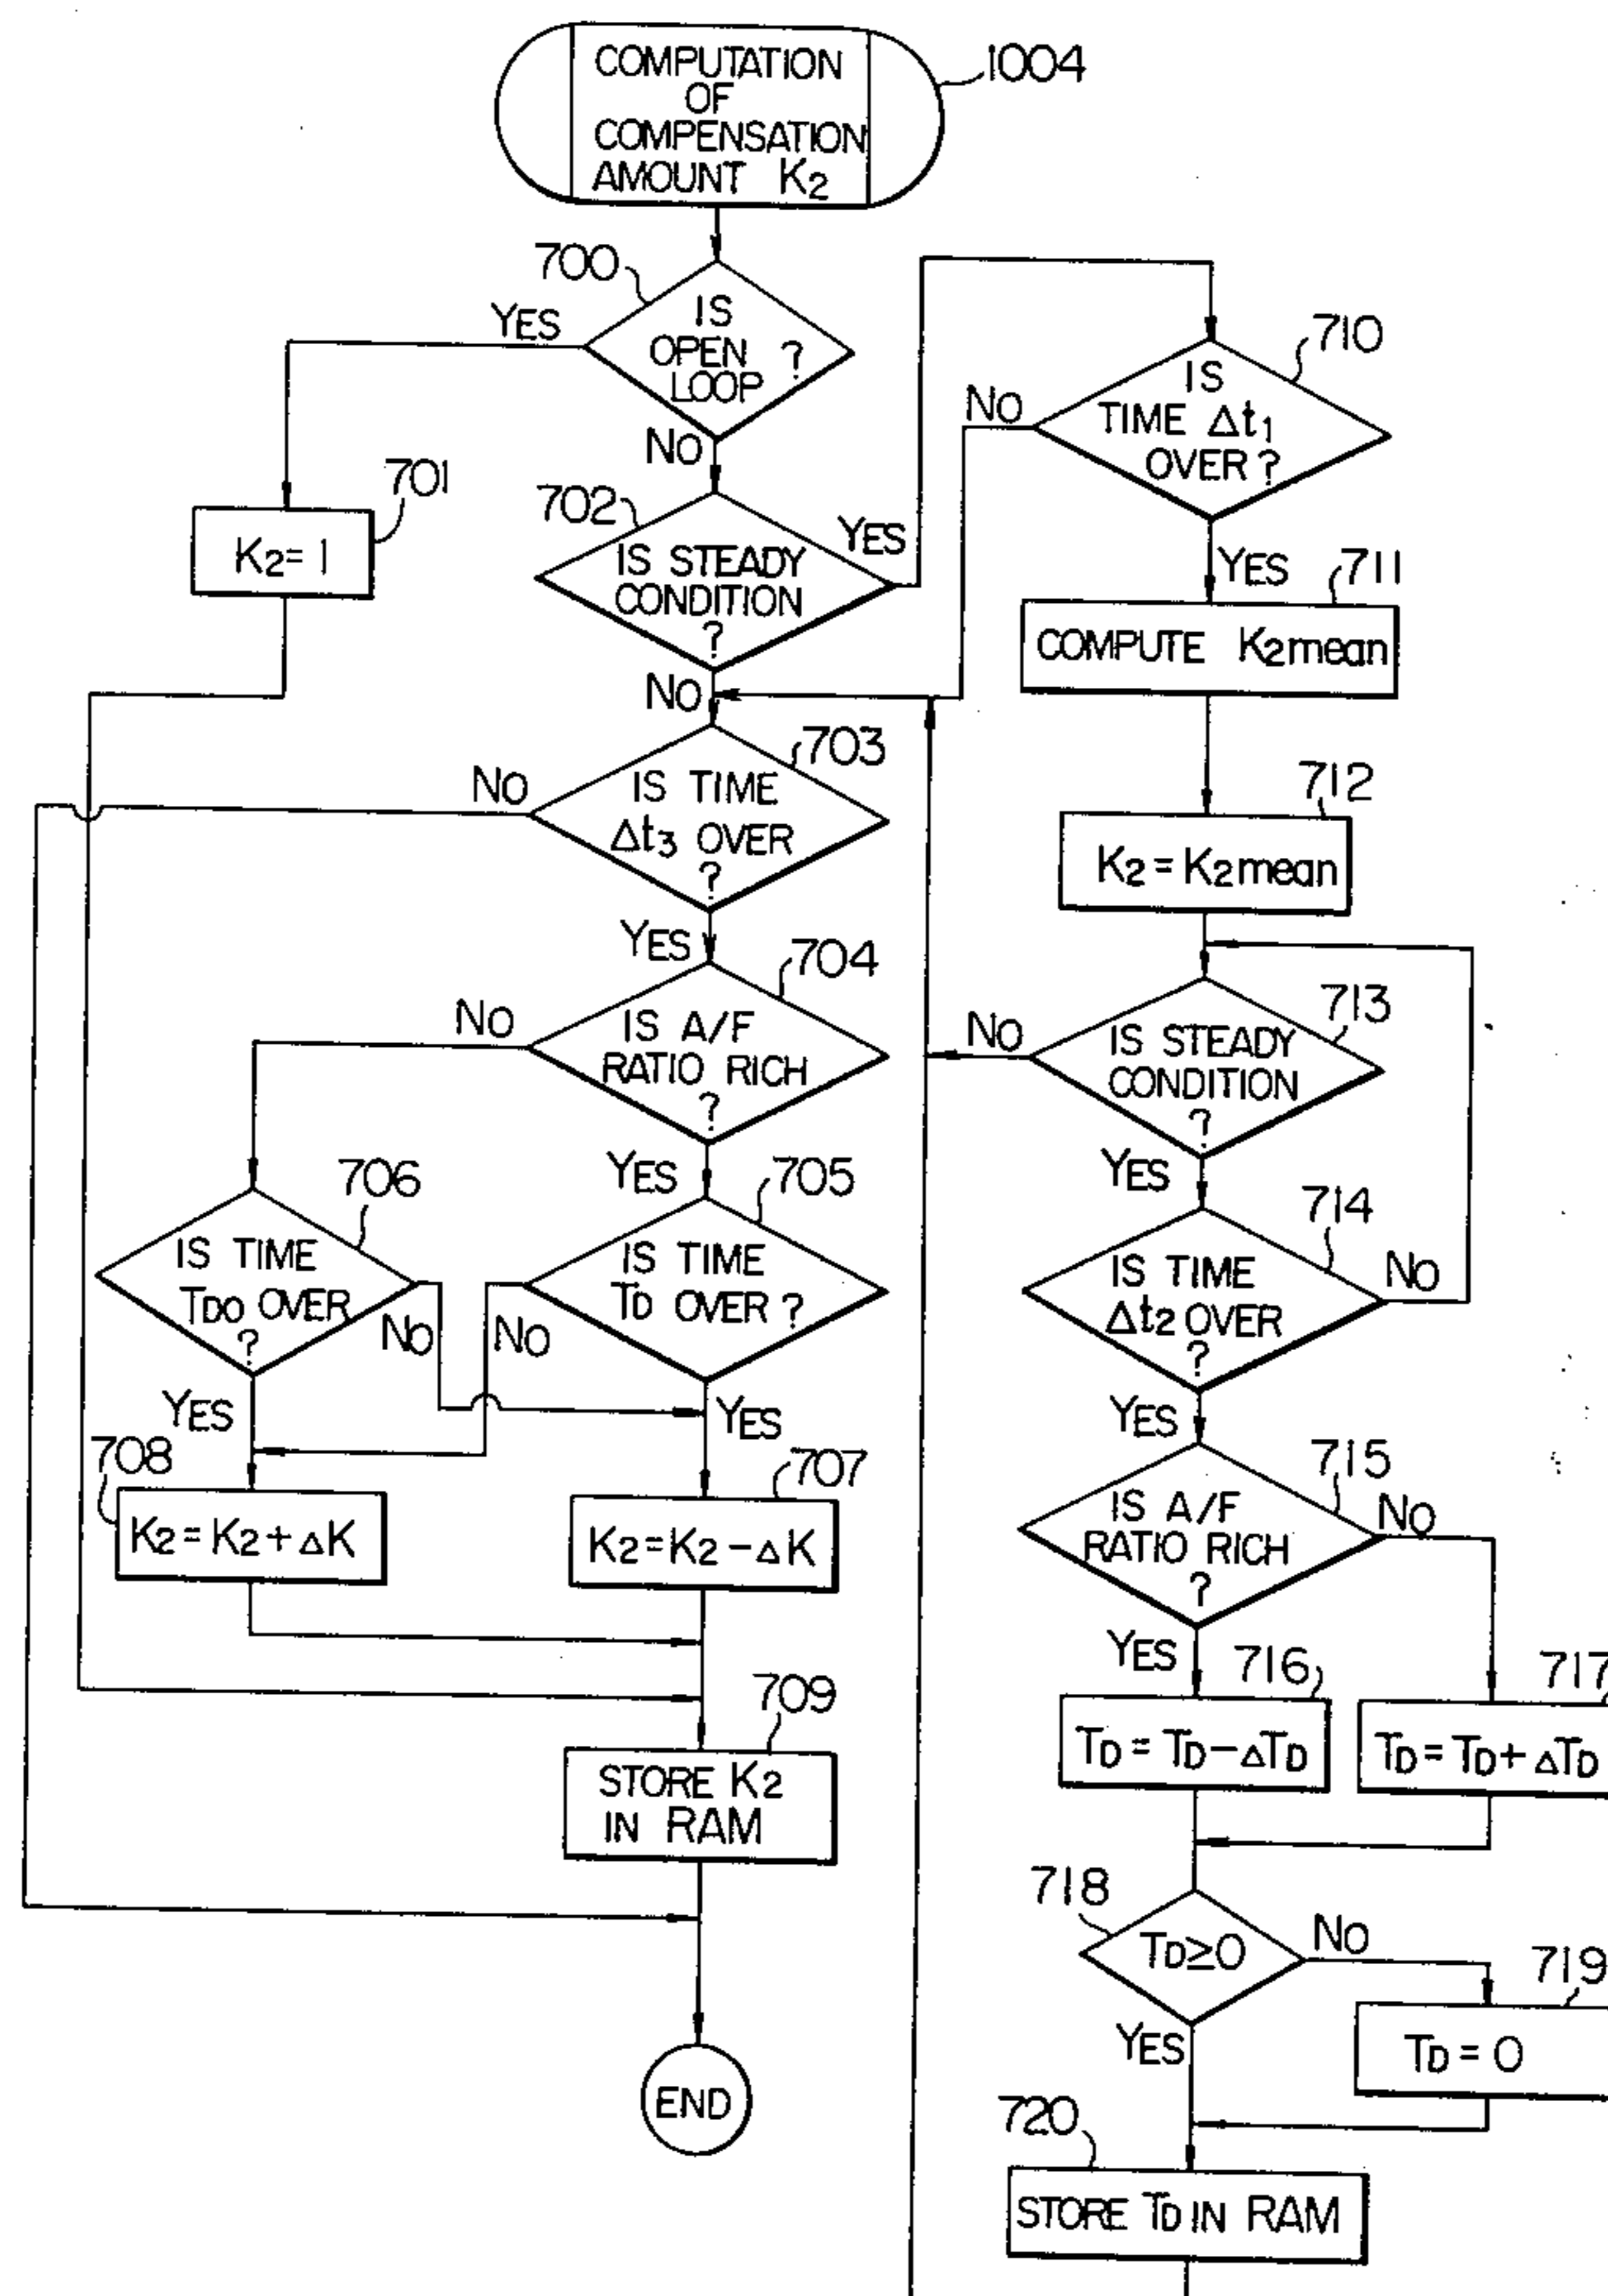 COMPUTATION
OF
COMPENSATION
AMOUNT K2
1004
700
IS
OPEN
LOOP ?
YES
NO
701
K2 = 1
702
IS STEADY
CONDITION
?
YES
NO
703
IS TIME
Δt3 OVER
?
NO
YES
704
IS A/F
RATIO RICH
?
NO
YES
706
IS TIME
TDO OVER
?
NO
YES
705
IS TIME
TD OVER ?
NO
YES
708
K2 = K2 + ΔK
707
K2 = K2 - ΔK
709
STORE K2
IN RAM
END
710
IS
TIME Δt1
OVER ?
NO
YES
711
COMPUTE K2mean
712
K2 = K2mean
713
IS STEADY
CONDITION
?
NO
YES
714
IS TIME
Δt2 OVER
?
NO
YES
715
IS A/F
RATIO RICH
?
NO
YES
716
TD = TD - ΔTD
717
TD = TD + ΔTD
718
TD ≥ 0
NO
YES
719
TD = 0
720
STORE TD IN RAM